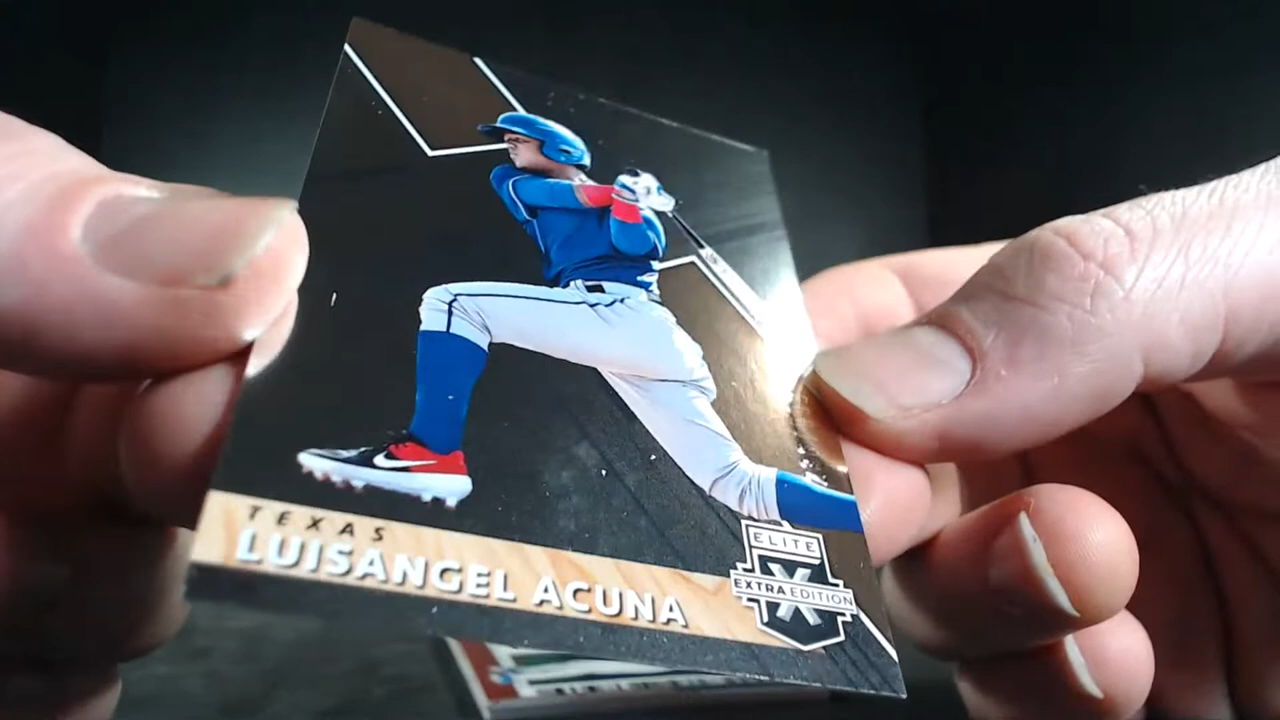 TEXAS
LUISANGEL ACUNA
ELITE
X
EXTRA EDITION